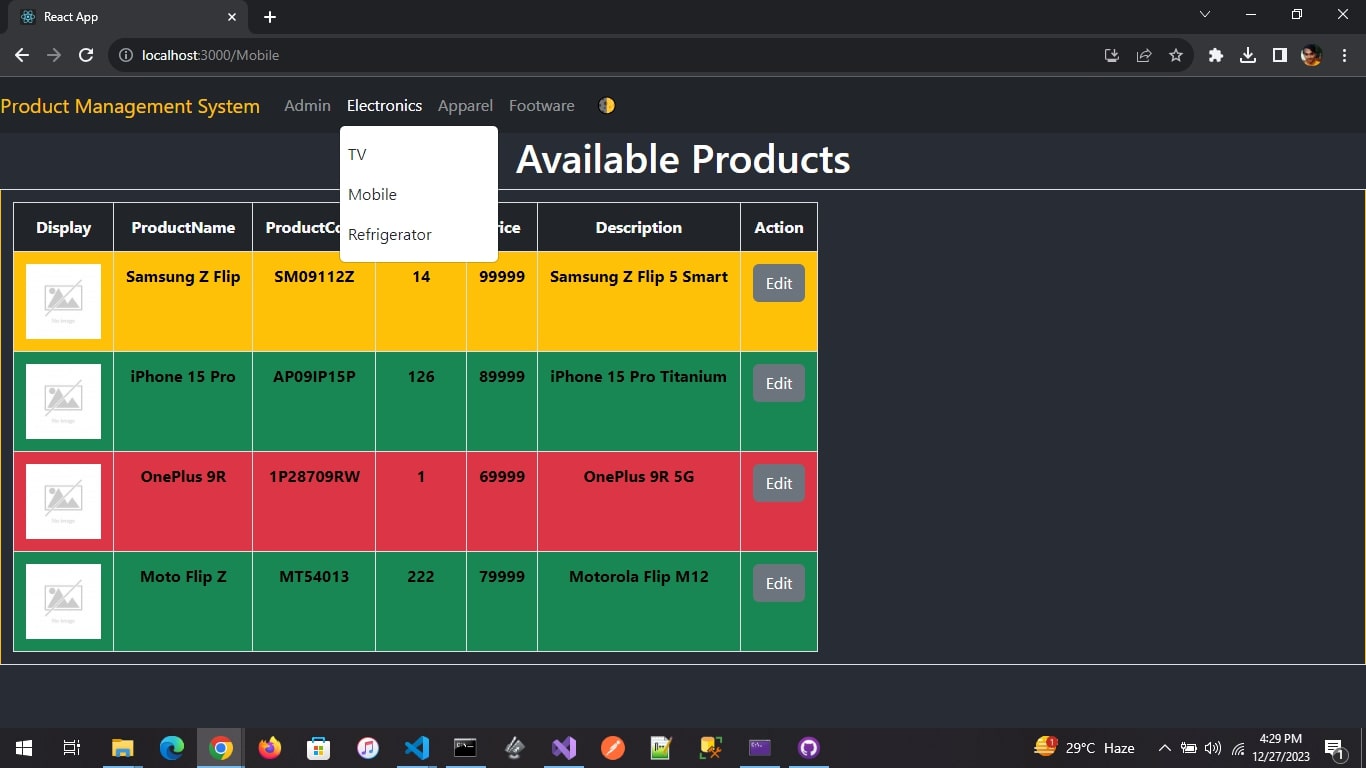 React App
localhost:3000/Mobile
Product Management System Admin Electronics Apparel Footware
TV
Mobile
Refrigerator
Available Products
Display ProductName ProductCo rice Description Action
Samsung Z Flip SM09112Z 14 99999 Samsung Z Flip 5 Smart Edit
No Image
iPhone 15 Pro AP09IP15P 126 89999 iPhone 15 Pro Titanium Edit
No Image
OnePlus 9R 1P28709RW 1 69999 OnePlus 9R 5G Edit
No Image
Moto Flip Z MT54013 222 79999 Motorola Flip M12 Edit
No Image
1 29°C Haze 4:29 PM
12/27/2023 1